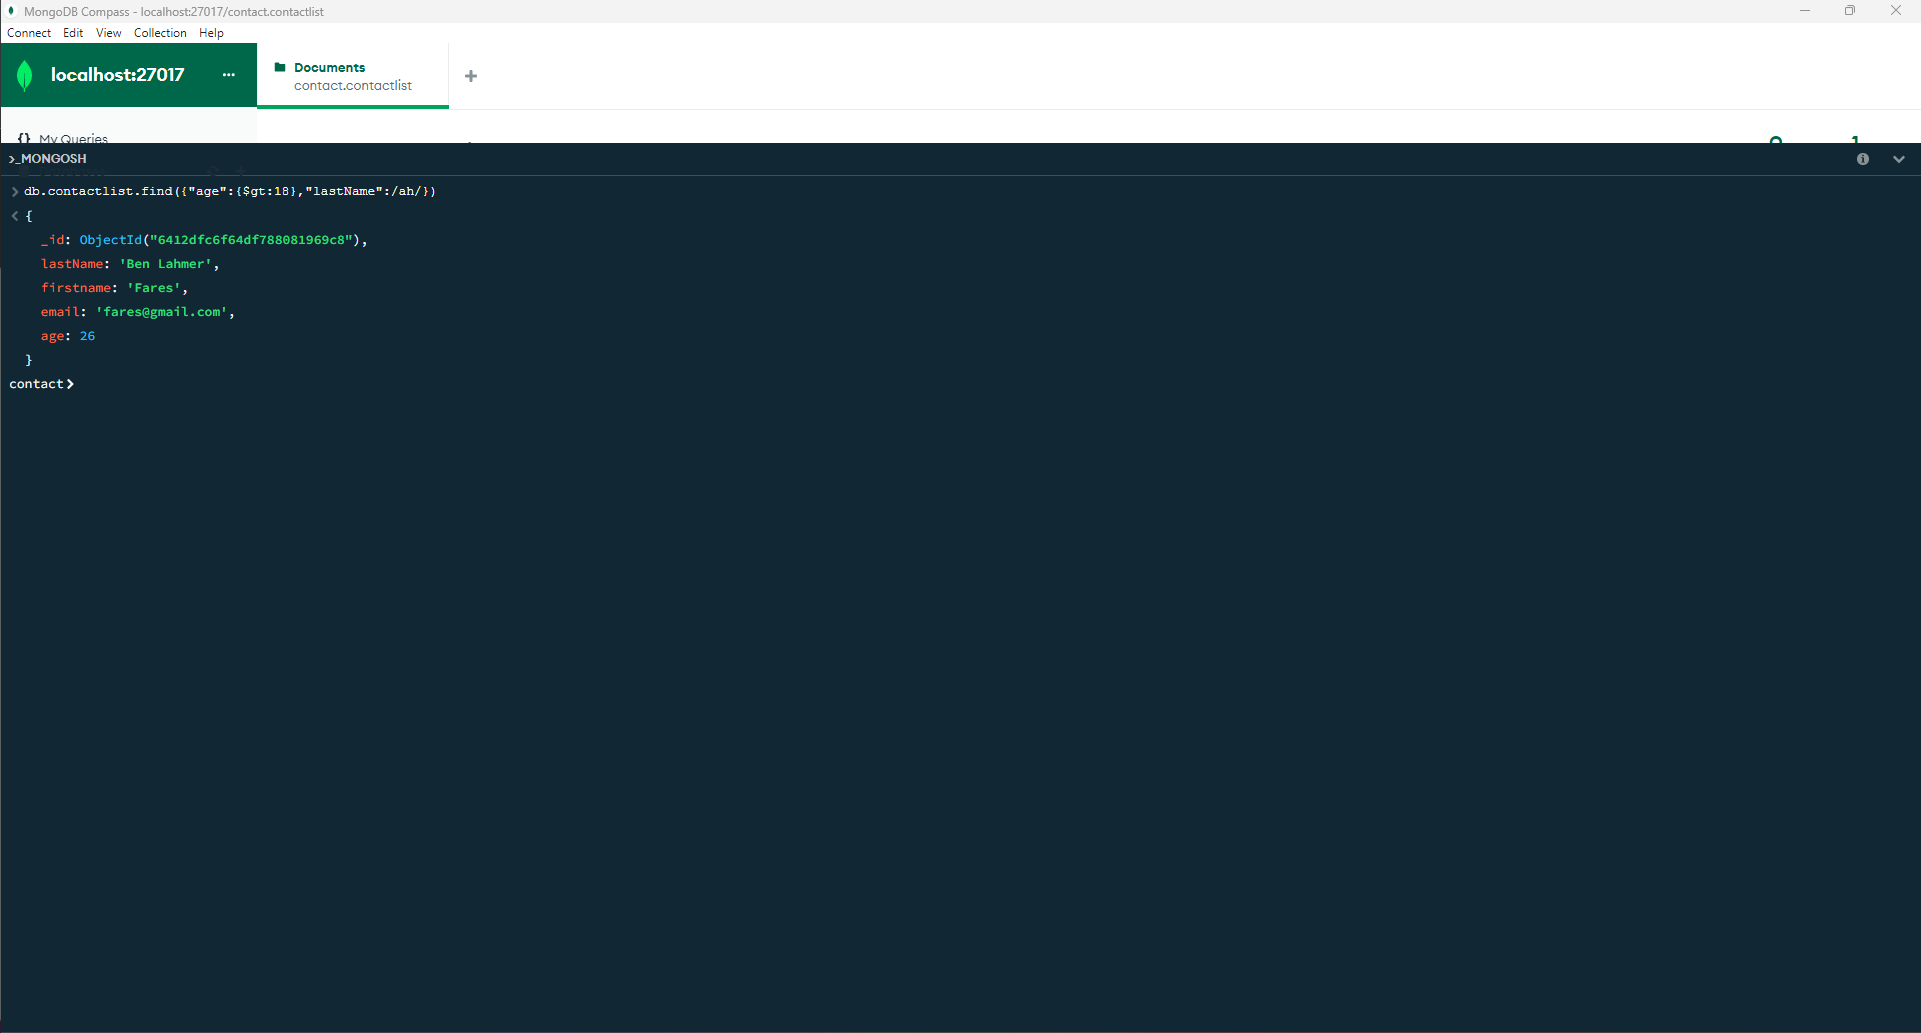 MongoDB Compass - localhost:27017/contact.contactlist
Connect Edit View Collection Help
localhost:27017 ...
Documents
contact.contactlist
+
{} My Queries
>_MONGOSH
> db.contactlist.find({"age":{$gt:18},"lastName":/ah/})
< {
_id: ObjectId("6412dfc6f64df788081969c8"),
lastName: 'Ben Lahmer',
firstname: 'Fares',
email: 'fares@gmail.com',
age: 26
}
contact>